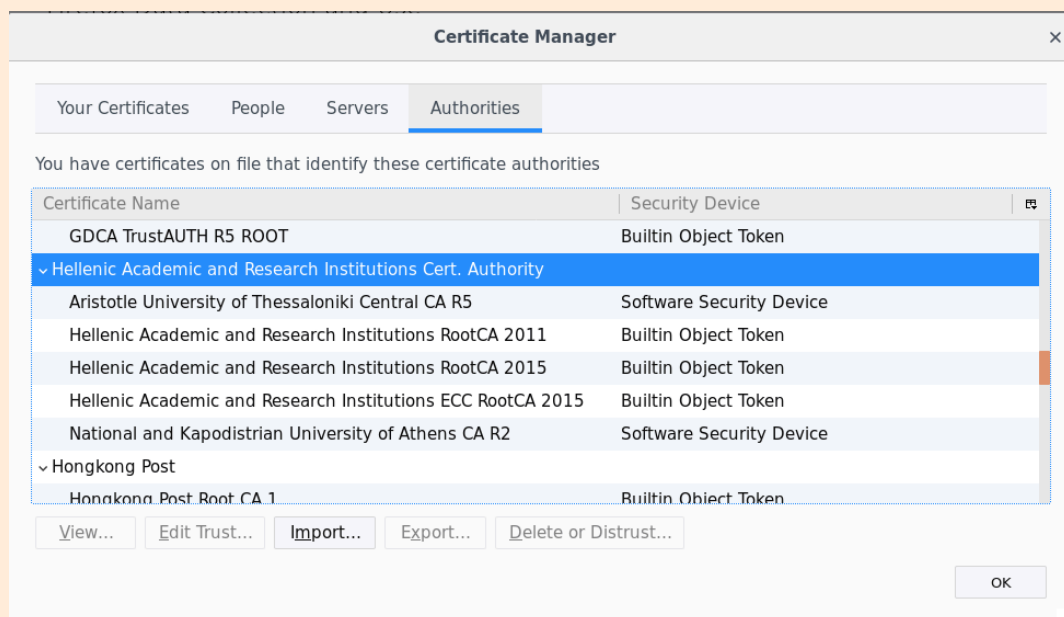 Certificate Manager
Your Certificates People Servers Authorities
You have certificates on file that identify these certificate authorities
Certificate Name Security Device
GDCA TrustAUTH R5 ROOT Builtin Object Token
Hellenic Academic and Research Institutions Cert. Authority
Aristotle University of Thessaloniki Central CA R5 Software Security Device
Hellenic Academic and Research Institutions RootCA 2011 Builtin Object Token
Hellenic Academic and Research Institutions RootCA 2015 Builtin Object Token
Hellenic Academic and Research Institutions ECC RootCA 2015 Builtin Object Token
National and Kapodistrian University of Athens CA R2 Software Security Device
Hongkong Post
Hongkong Post Root CA 1 Builtin Object Token
View... Edit Trust... Import... Export... Delete or Distrust...
OK